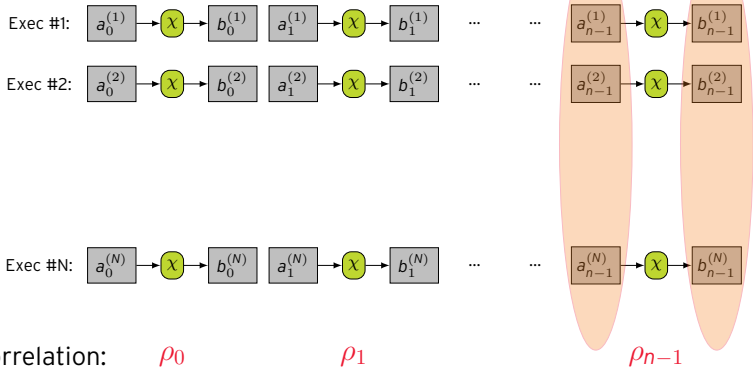 Exec #1: a_0^{(1)} χ b_0^{(1)} a_1^{(1)} χ b_1^{(1)} ... ... a_{n-1}^{(1)} χ b_{n-1}^{(1)}
Exec #2: a_0^{(2)} χ b_0^{(2)} a_1^{(2)} χ b_1^{(2)} ... ... a_{n-1}^{(2)} χ b_{n-1}^{(2)}
Exec #N: a_0^{(N)} χ b_0^{(N)} a_1^{(N)} χ b_1^{(N)} ... ... a_{n-1}^{(N)} χ b_{n-1}^{(N)}
rrelation: ρ_0 ρ_1 ρ_{n-1}